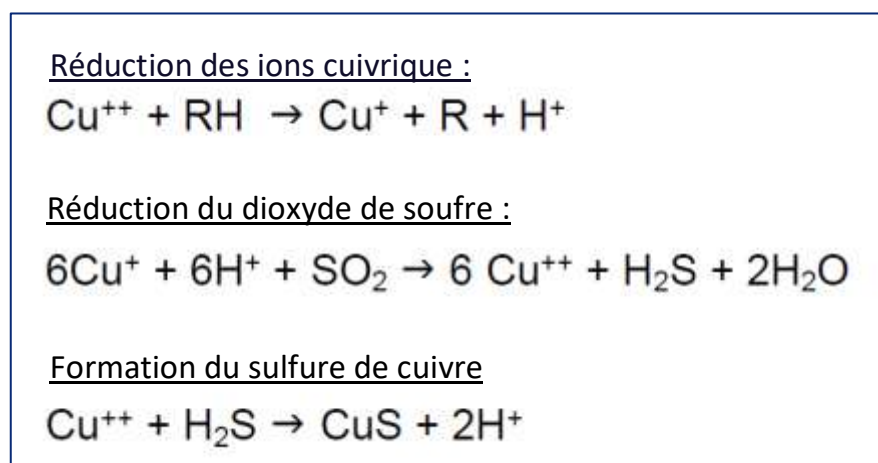 Réduction des ions cuivrique :
Cu⁺⁺ + RH → Cu⁺ + R + H⁺
Réduction du dioxyde de soufre :
6Cu⁺ + 6H⁺ + SO₂ → 6 Cu⁺⁺ + H₂S + 2H₂O
Formation du sulfure de cuivre
Cu⁺⁺ + H₂S → CuS + 2H⁺